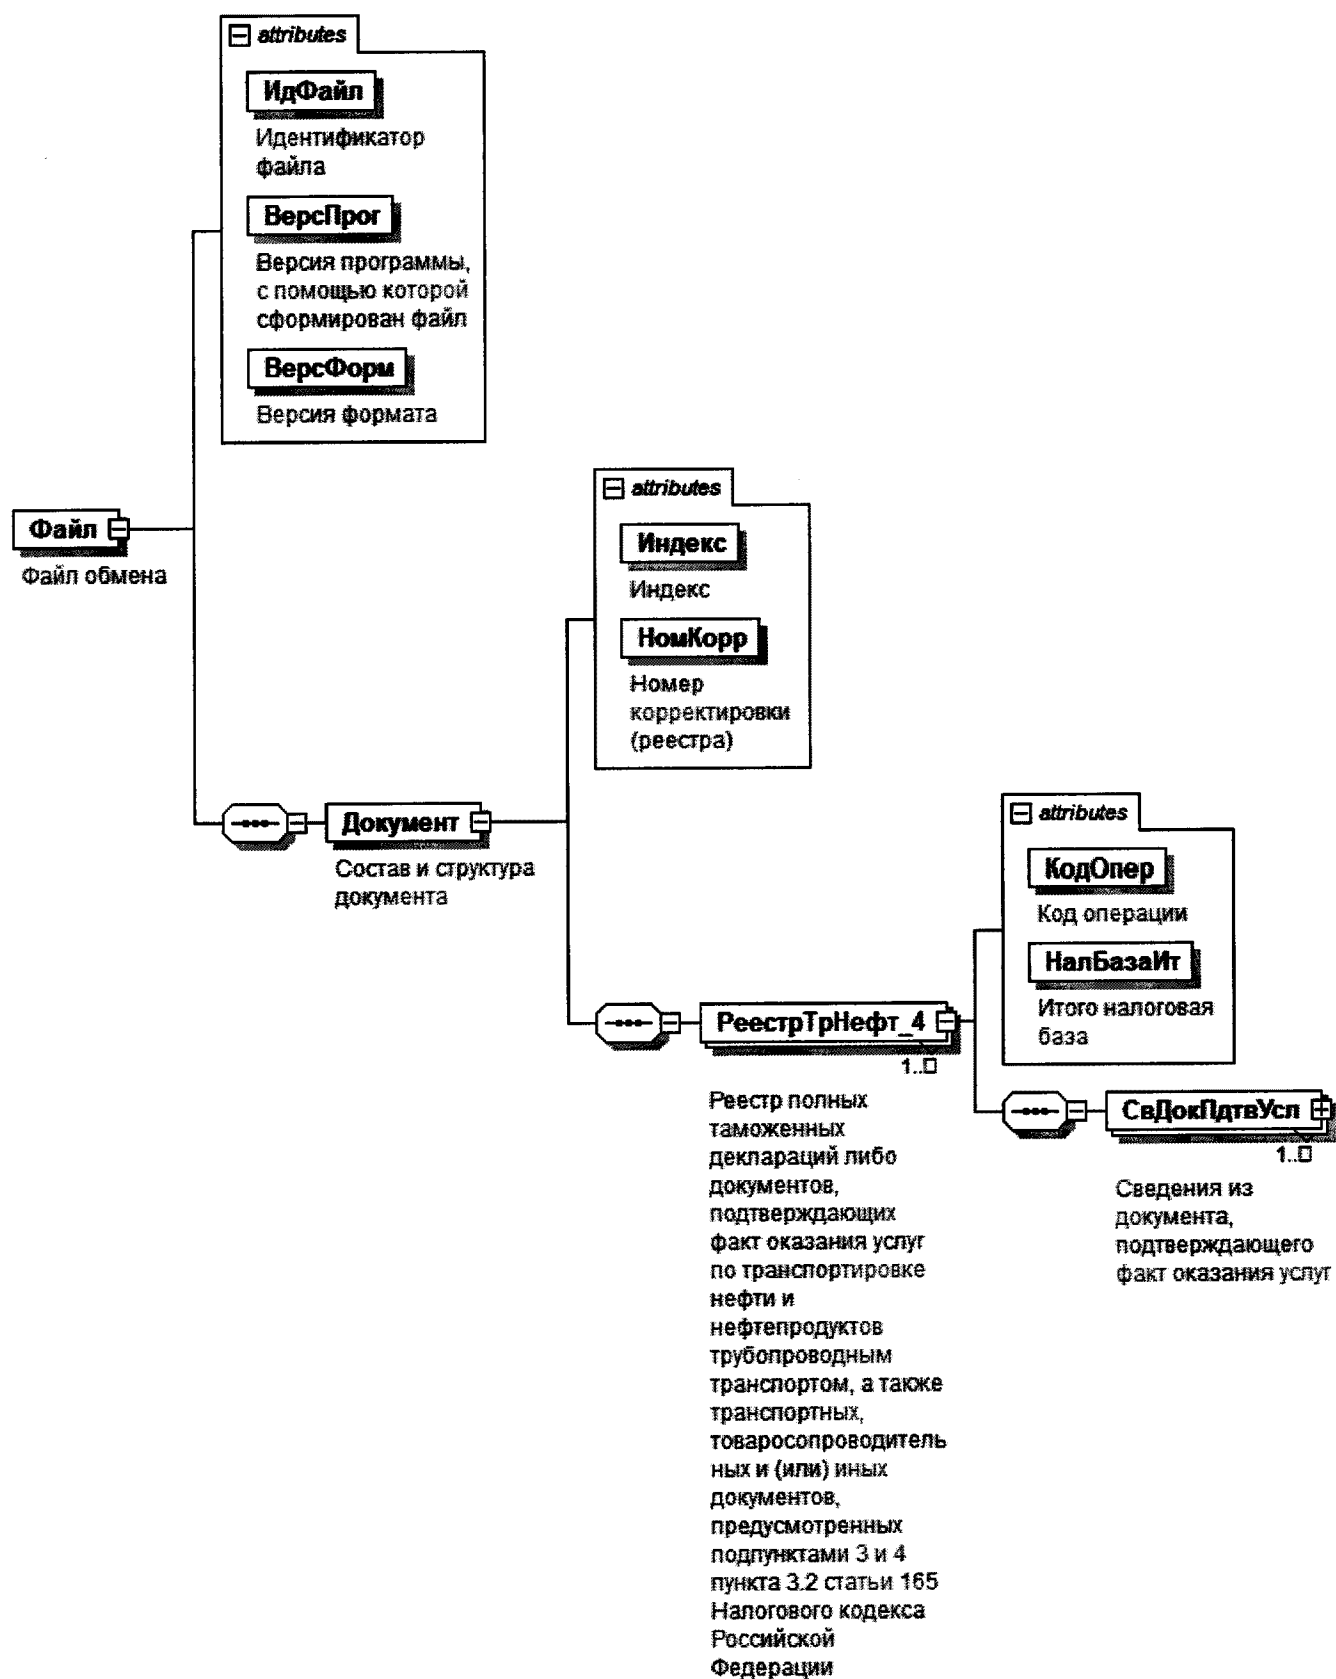 attributes
ИдФайл
Идентификатор
файла
ВерсПрог
Версия программы,
с помощью которой
сформирован файл
ВерсФорм
Версия формата
Файл
Файл обмена
attributes
Индекс
Индекс
НомКорр
Номер
корректировки
(реестра)
Документ
Состав и структура
документа
attributes
КодОпер
Код операции
НалБазаИт
Итого налоговая
база
РеестрТрНефт_4
1..□
Реестр полных
таможенных
деклараций либо
документов,
подтверждающих
факт оказания услуг
по транспортировке
нефти и
нефтепродуктов
трубопроводным
транспортом, а также
транспортных,
товаросопроводитель
ных и (или) иных
документов,
предусмотренных
подпунктами 3 и 4
пункта 3.2 статьи 165
Налогового кодекса
Российской
Федерации
СвДокПдтвУсл
1..□
Сведения из
документа,
подтверждающего
факт оказания услуг